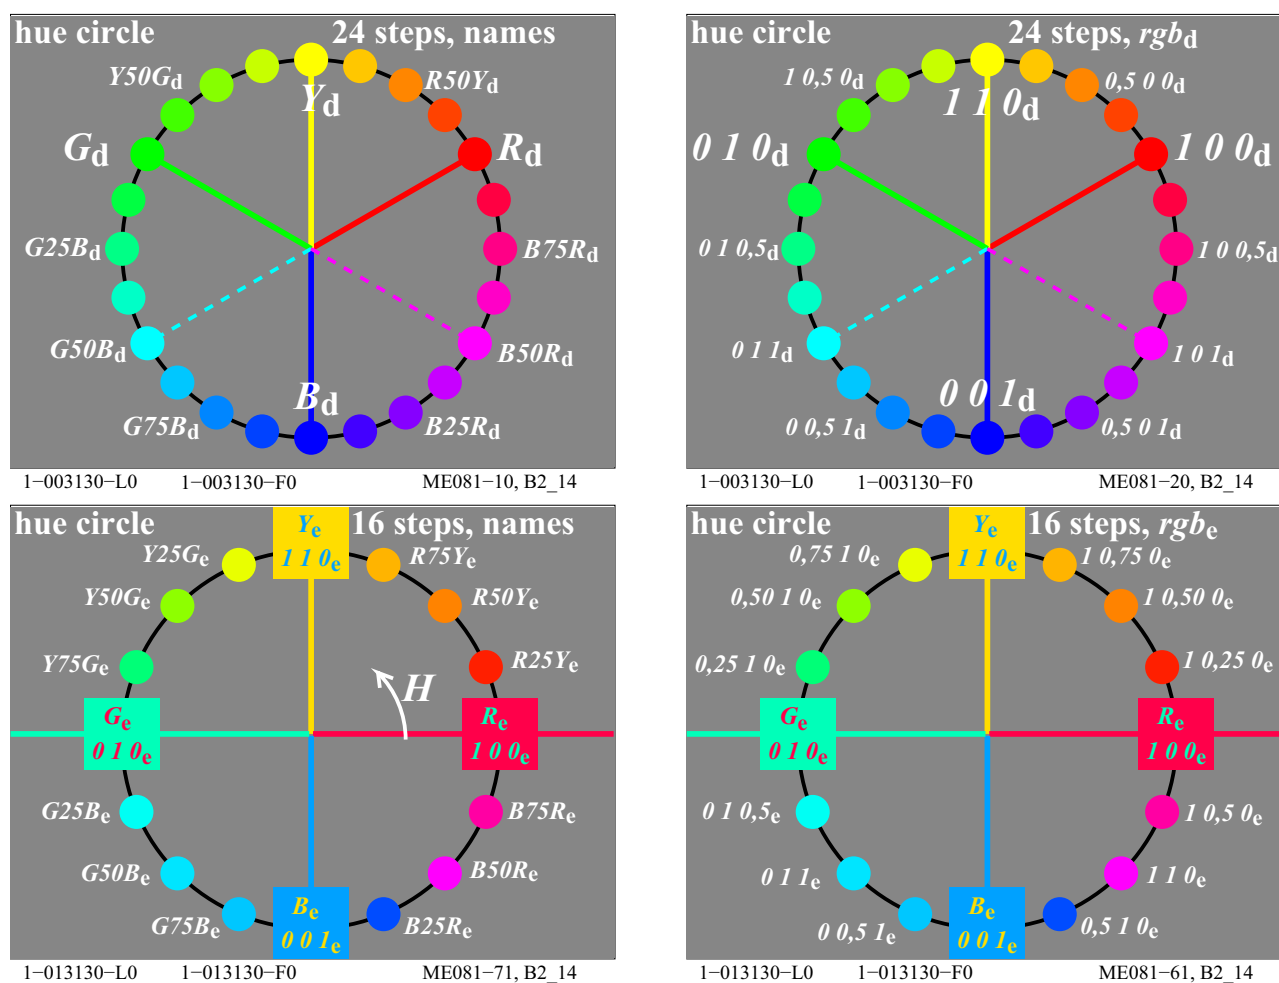 hue circle 24 steps, names
Y50Gd R50Yd
Yd
Gd Rd
G25Bd B75Rd
G50Bd B50Rd
Bd
G75Bd B25Rd
1−003130−L0 1−003130−F0 ME081−10, B2_14
hue circle 24 steps, rgbd
1 0,5 0d 0,5 0 0d
1 1 0d
0 1 0d 1 0 0d
0 1 0,5d 1 0 0,5d
0 1 1d 1 0 1d
0 0 1d
0 0,5 1d 0,5 0 1d
1−003130−L0 1−003130−F0 ME081−20, B2_14
hue circle 16 steps, names
Ye
1 1 0e
Y25Ge R75Ye
Y50Ge R50Ye
Y75Ge R25Ye
H
Ge Re
0 1 0e 1 0 0e
G25Be B75Re
G50Be B50Re
Be
G75Be B25Re
0 0 1e
1−013130−L0 1−013130−F0 ME081−71, B2_14
hue circle 16 steps, rgbe
Ye
1 1 0e
0,75 1 0e 1 0,75 0e
0,50 1 0e 1 0,50 0e
0,25 1 0e 1 0,25 0e
Ge Re
0 1 0e 1 0 0e
0 1 0,5e 1 0,5 0e
0 1 1e 1 1 0e
Be
0 0,5 1e 0,5 1 0e
0 0 1e
1−013130−L0 1−013130−F0 ME081−61, B2_14